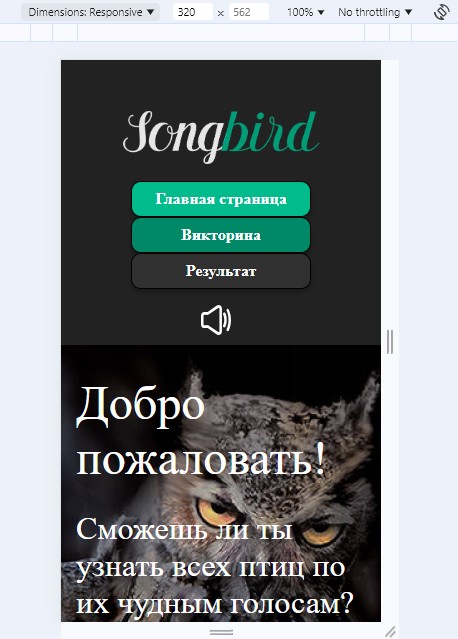 Dimensions: Responsive ▼ 320 × 562 100% ▼ No throttling ▼
Songbird
Главная страница
Викторина
Результат
Добро
пожаловать!
Сможешь ли ты
узнать всех птиц по
их чудным голосам?